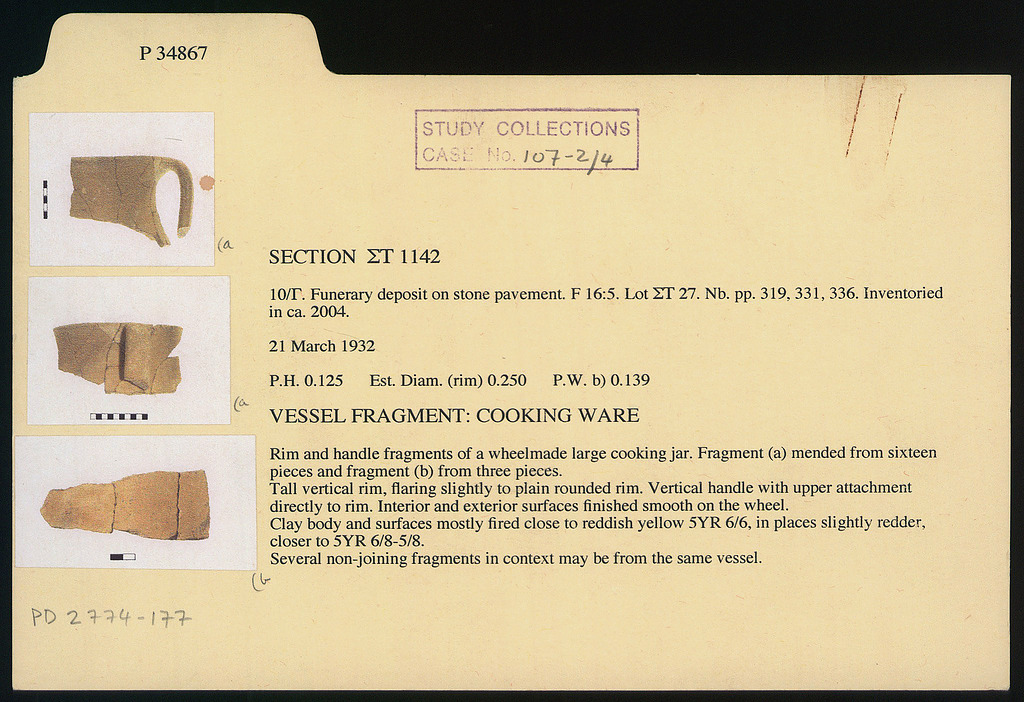 P 34867
STUDY COLLECTIONS
CASE No. 107-2/4
(a
SECTION ΣΤ 1142
10/Γ. Funerary deposit on stone pavement. F 16:5. Lot ΣΤ 27. Nb. pp. 319, 331, 336. Inventoried
in ca. 2004.
21 March 1932
P.H. 0.125 Est. Diam. (rim) 0.250 P.W. b) 0.139
(a
VESSEL FRAGMENT: COOKING WARE
Rim and handle fragments of a wheelmade large cooking jar. Fragment (a) mended from sixteen
pieces and fragment (b) from three pieces.
Tall vertical rim, flaring slightly to plain rounded rim. Vertical handle with upper attachment
directly to rim. Interior and exterior surfaces finished smooth on the wheel.
Clay body and surfaces mostly fired close to reddish yellow 5YR 6/6, in places slightly redder,
closer to 5YR 6/8-5/8.
Several non-joining fragments in context may be from the same vessel.
(b
PD 2774-177